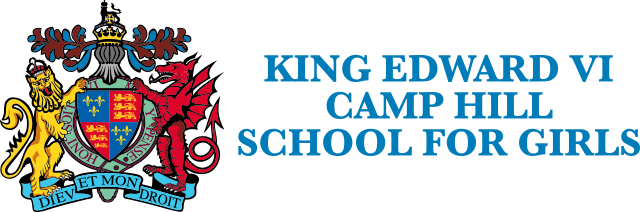 KING EDWARD VI
CAMP HILL
SCHOOL FOR GIRLS
DIEV ET MON DROIT